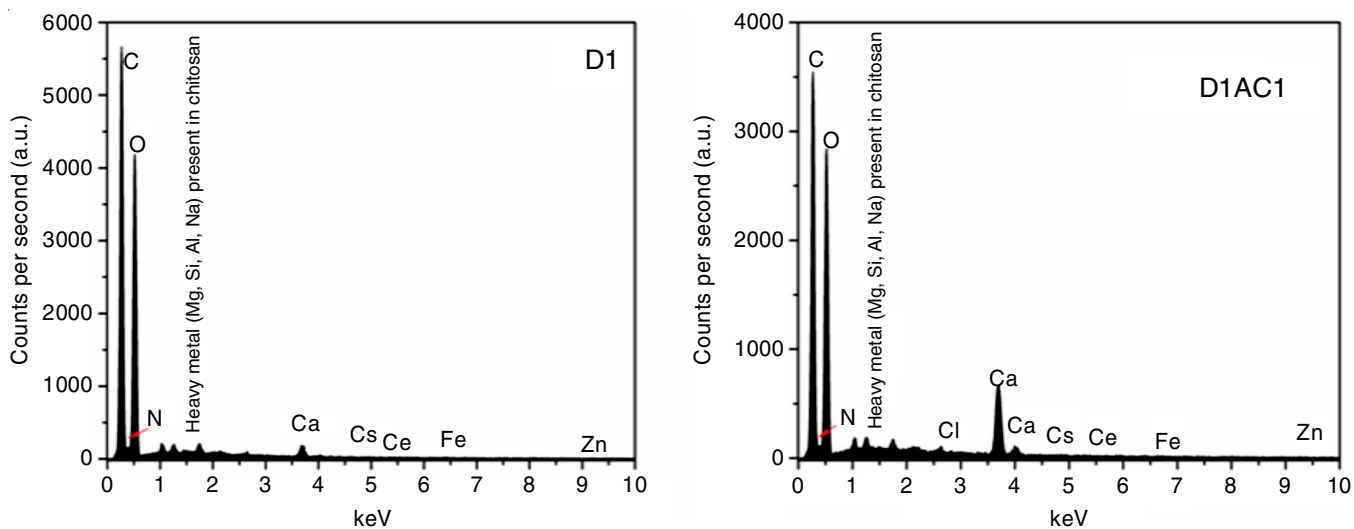 6000
5000
4000
3000
2000
1000
0
Counts per second (a.u.)
C
O
N
Heavy metal (Mg, Si, Al, Na) present in chitosan
D1
Ca
Cs
Ce
Fe
Zn
0 1 2 3 4 5 6 7 8 9 10
keV
4000
3000
2000
1000
0
Counts per second (a.u.)
C
O
N
Heavy metal (Mg, Si, Al, Na) present in chitosan
D1AC1
Cl
Ca
Ca
Cs
Ce
Fe
Zn
0 1 2 3 4 5 6 7 8 9 10
keV